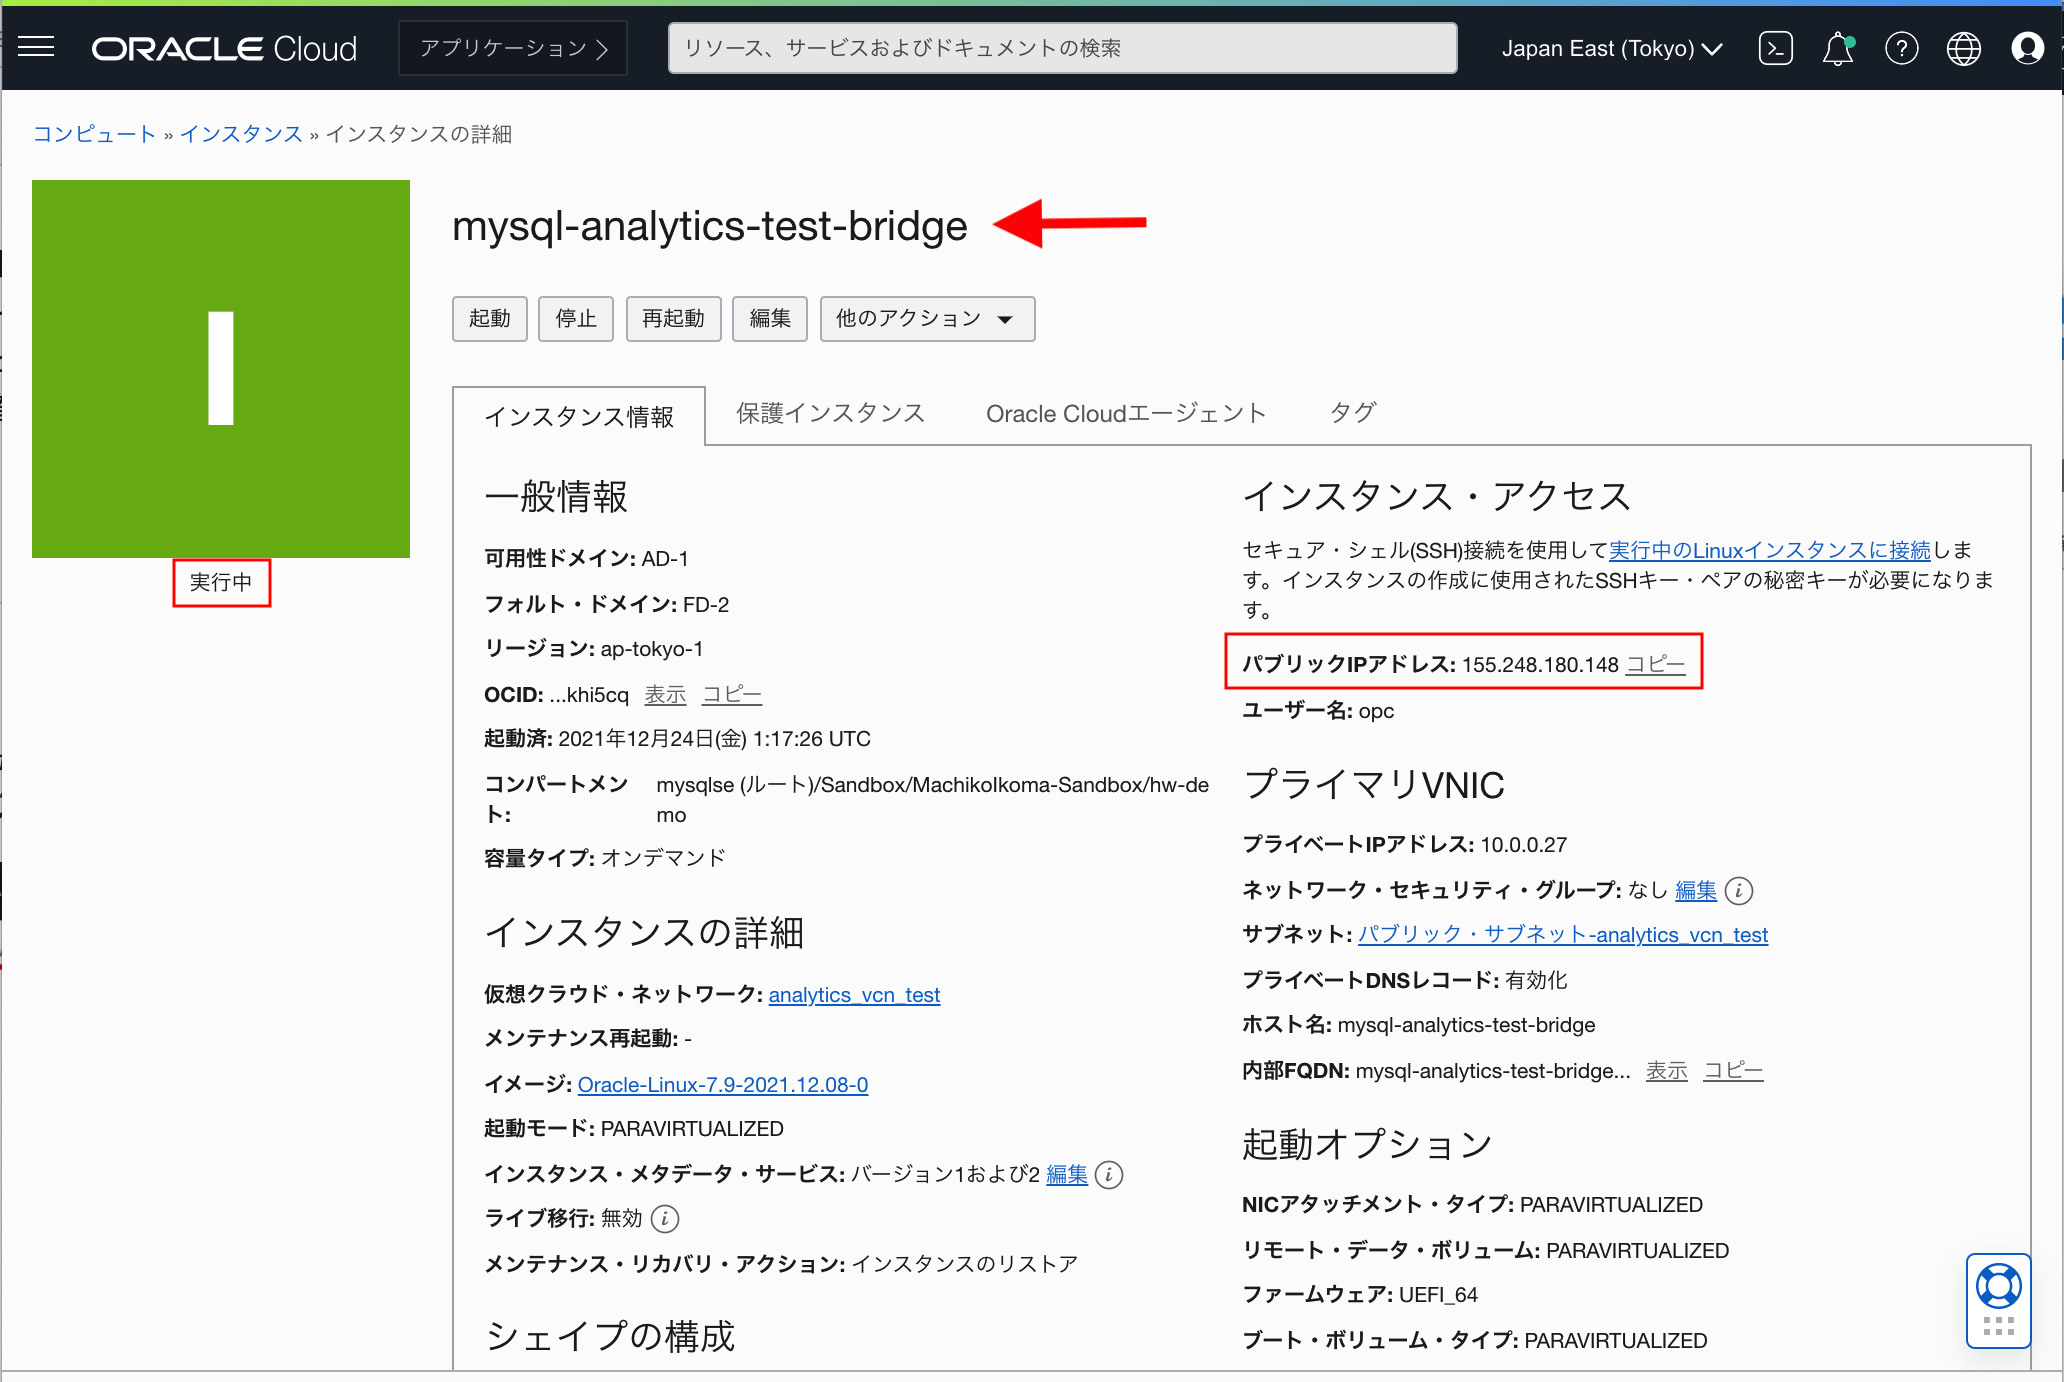 ORACLE Cloud
アプリケーション
リソース、サービスおよびドキュメントの検索
Japan East (Tokyo)
コンピュート » インスタンス » インスタンスの詳細
I
実行中
mysql-analytics-test-bridge
起動 停止 再起動 編集 他のアクション
インスタンス情報 保護インスタンス Oracle Cloudエージェント タグ
一般情報
可用性ドメイン: AD-1
フォルト・ドメイン: FD-2
リージョン: ap-tokyo-1
OCID: ...khi5cq 表示 コピー
起動済: 2021年12月24日(金) 1:17:26 UTC
コンパートメン
ト:
mysqlse (ルート)/Sandbox/MachikoIkoma-Sandbox/hw-de
mo
容量タイプ: オンデマンド
インスタンスの詳細
仮想クラウド・ネットワーク: analytics_vcn_test
メンテナンス再起動: -
イメージ: Oracle-Linux-7.9-2021.12.08-0
起動モード: PARAVIRTUALIZED
インスタンス・メタデータ・サービス: バージョン1および2 編集
ライブ移行: 無効
メンテナンス・リカバリ・アクション: インスタンスのリストア
シェイプの構成
インスタンス・アクセス
セキュア・シェル(SSH)接続を使用して実行中のLinuxインスタンスに接続しま
す。インスタンスの作成に使用されたSSHキー・ペアの秘密キーが必要になりま
す。
パブリックIPアドレス: 155.248.180.148 コピー
ユーザー名: opc
プライマリVNIC
プライベートIPアドレス: 10.0.0.27
ネットワーク・セキュリティ・グループ: なし 編集
サブネット: パブリック・サブネット-analytics_vcn_test
プライベートDNSレコード: 有効化
ホスト名: mysql-analytics-test-bridge
内部FQDN: mysql-analytics-test-bridge... 表示 コピー
起動オプション
NICアタッチメント・タイプ: PARAVIRTUALIZED
リモート・データ・ボリューム: PARAVIRTUALIZED
ファームウェア: UEFI_64
ブート・ボリューム・タイプ: PARAVIRTUALIZED